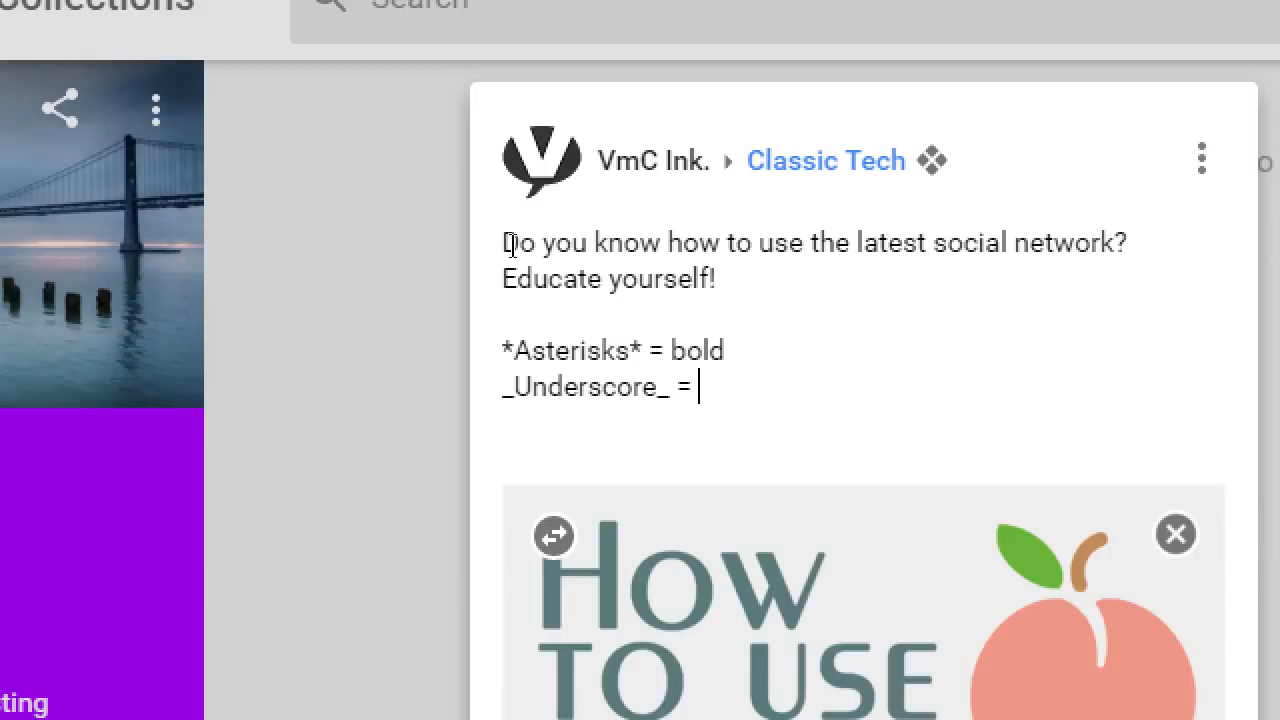 Collections
Search
VmC Ink. Classic Tech
Do you know how to use the latest social network?
Educate yourself!
*Asterisks* = bold
_Underscore_ =
How
to use